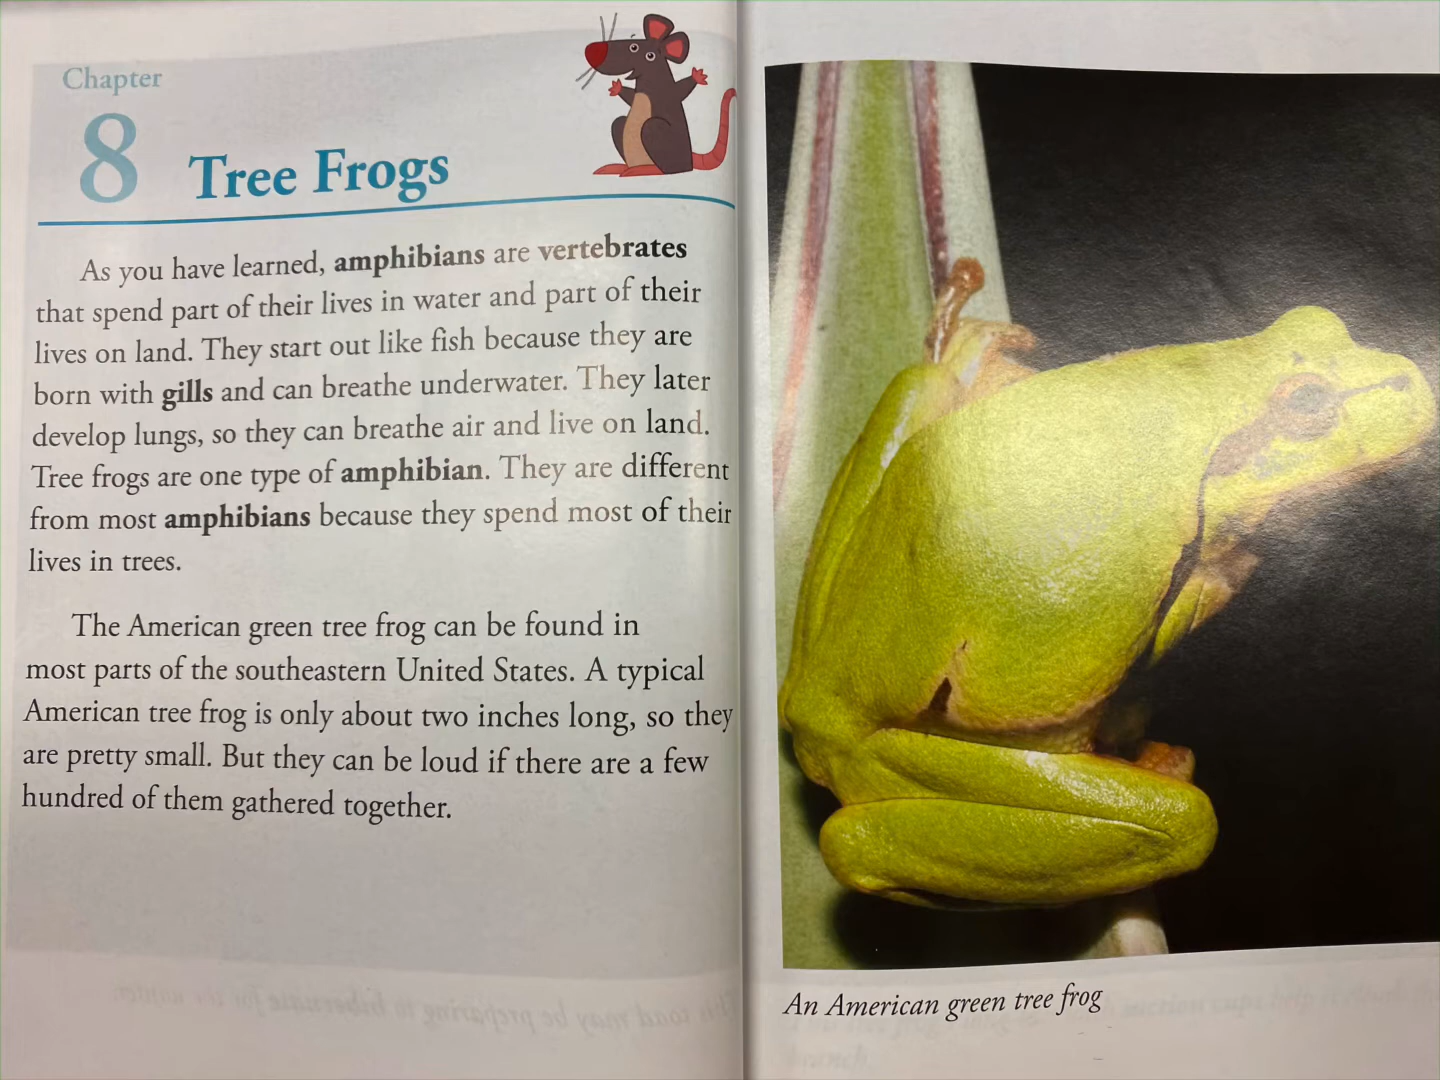 Chapter
8 Tree Frogs
As you have learned, amphibians are vertebrates
that spend part of their lives in water and part of their
lives on land. They start out like fish because they are
born with gills and can breathe underwater. They later
develop lungs, so they can breathe air and live on land.
Tree frogs are one type of amphibian. They are different
from most amphibians because they spend most of their
lives in trees.
The American green tree frog can be found in
most parts of the southeastern United States. A typical
American tree frog is only about two inches long, so they
are pretty small. But they can be loud if there are a few
hundred of them gathered together.
An American green tree frog